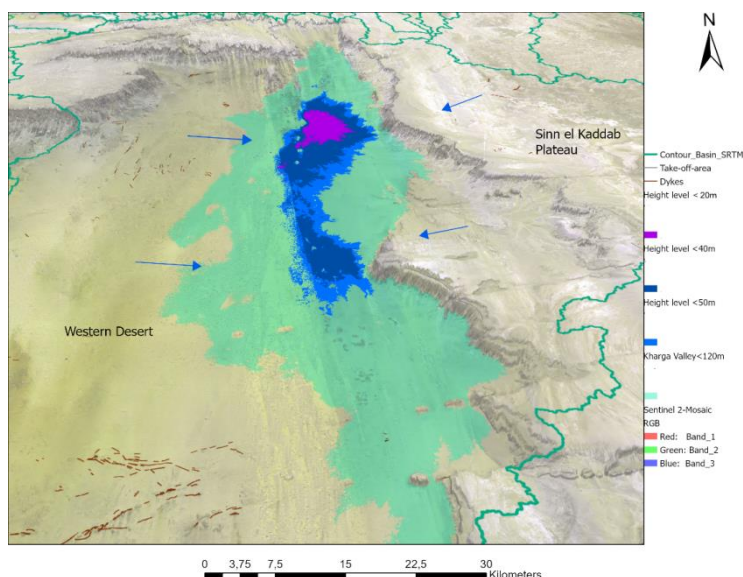 N
Sinn el Kaddab
Plateau
Western Desert
Contour_Basin_SRTM
Take-off-area
Dykes
Height level <20m
Height level <40m
Height level <50m
Kharga Valley<120m
Sentinel 2-Mosaic
RGB
Red: Band_1
Green: Band_2
Blue: Band_3
0 3,75 7,5 15 22,5 30
Kilometers